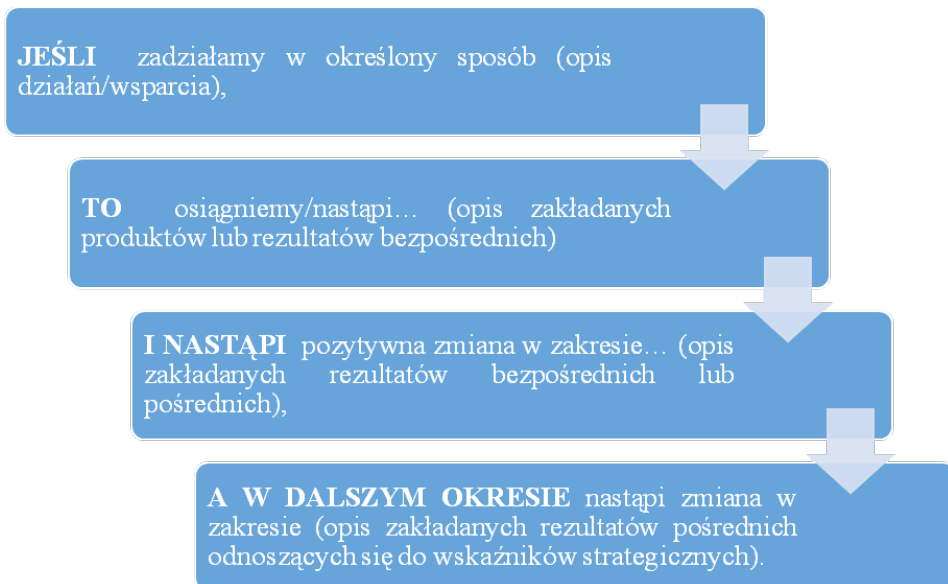 JEŚLI zadziałamy w określony sposób (opis
działań/wsparcia),
TO osiągniemy/nastąpi… (opis zakładanych
produktów lub rezultatów bezpośrednich)
I NASTĄPI pozytywna zmiana w zakresie… (opis
zakładanych rezultatów bezpośrednich lub
pośrednich),
A W DALSZYM OKRESIE nastąpi zmiana w
zakresie (opis zakładanych rezultatów pośrednich
odnoszących się do wskaźników strategicznych).